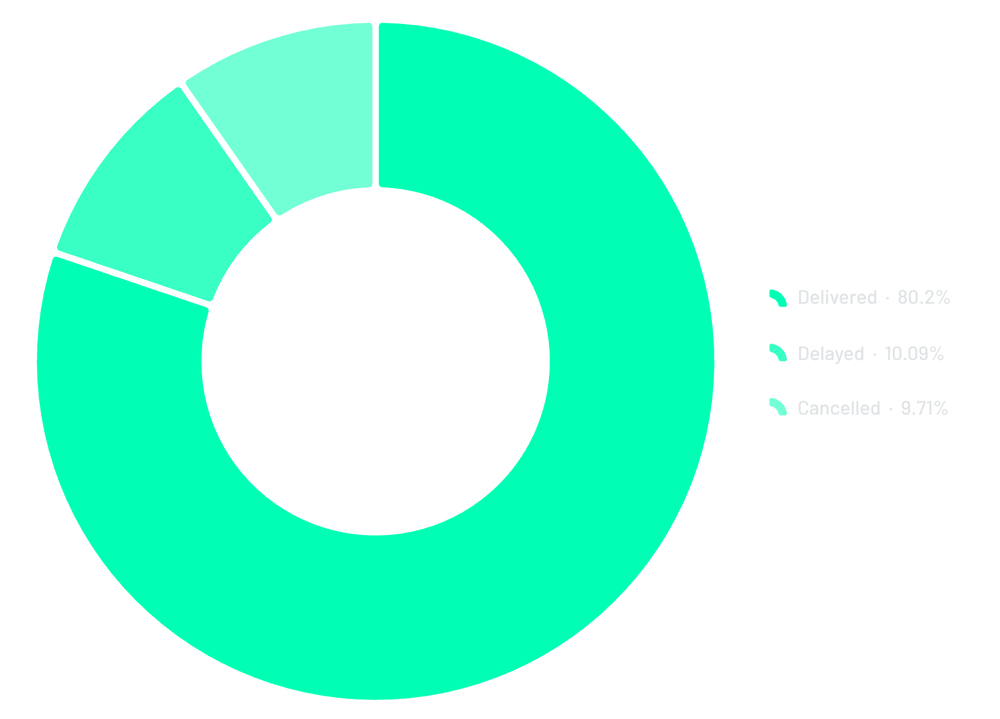 Delivered · 80.2%
Delayed · 10.09%
Cancelled · 9.71%